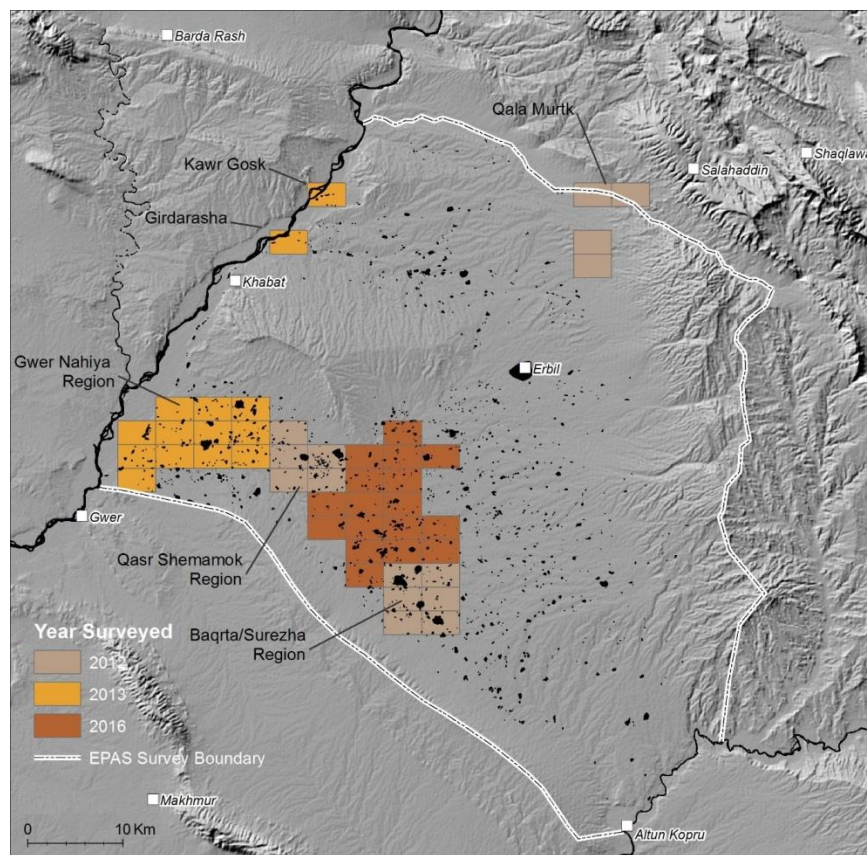 Barda Rash
Qala Murtk
Shaqlawa
Salahaddin
Kawr Gosk
Girdarasha
Khabat
Gwer Nahiya
Region
Erbil
Gwer
Qasr Shemamok
Region
Baqrta/Surezha
Region
Year Surveyed
2012
2013
2016
EPAS Survey Boundary
Makhmur
0 10 Km
Altun Kopru